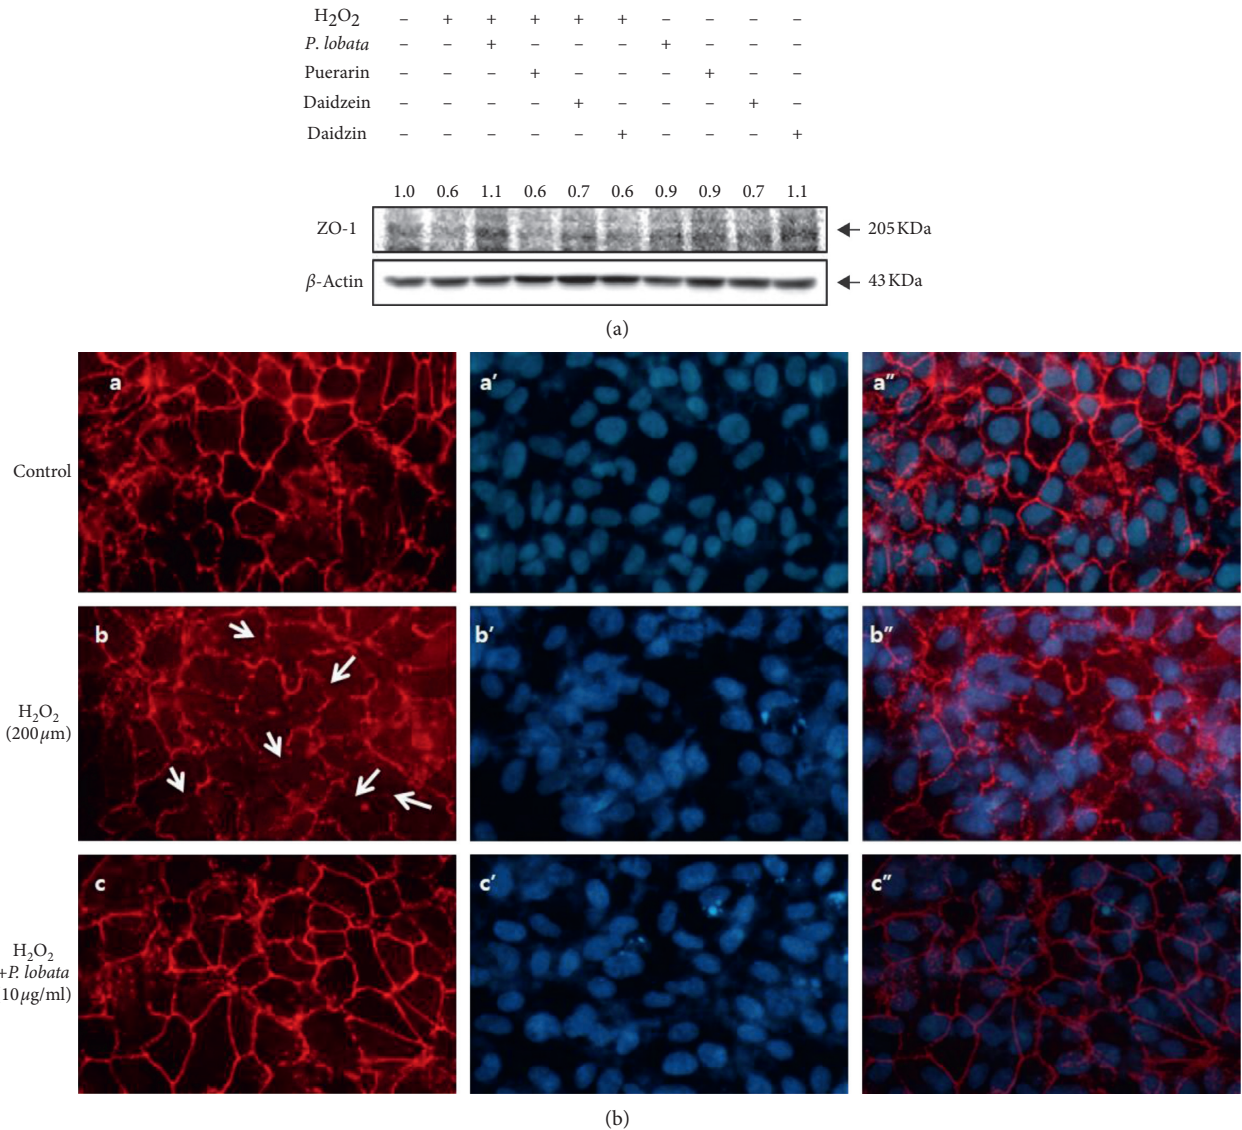 H2O2 – + + + + + – – – –
P. lobata – – + – – – + – – –
Puerarin – – – + – – – + – –
Daidzein – – – – + – – – + –
Daidzin – – – – – + – – – +
1.0 0.6 1.1 0.6 0.7 0.6 0.9 0.9 0.7 1.1
ZO-1 205 KDa
β-Actin 43 KDa
(a)
a a′ a″
Control
b b′ b″
H2O2
(200 μm)
c c′ c″
H2O2
+P. lobata
10 μg/ml)
(b)